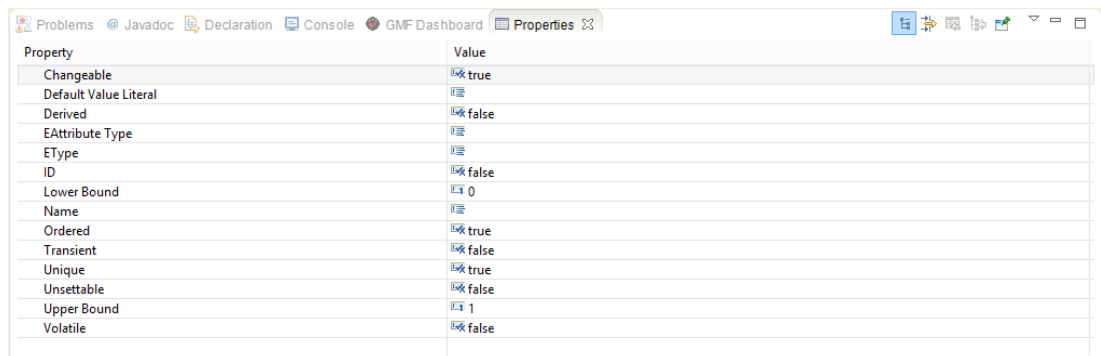 Problems @ Javadoc Declaration Console GMF Dashboard Properties
Property Value
Changeable true
Default Value Literal
Derived false
EAttribute Type
EType
ID false
Lower Bound 0
Name
Ordered true
Transient false
Unique true
Unsettable false
Upper Bound 1
Volatile false